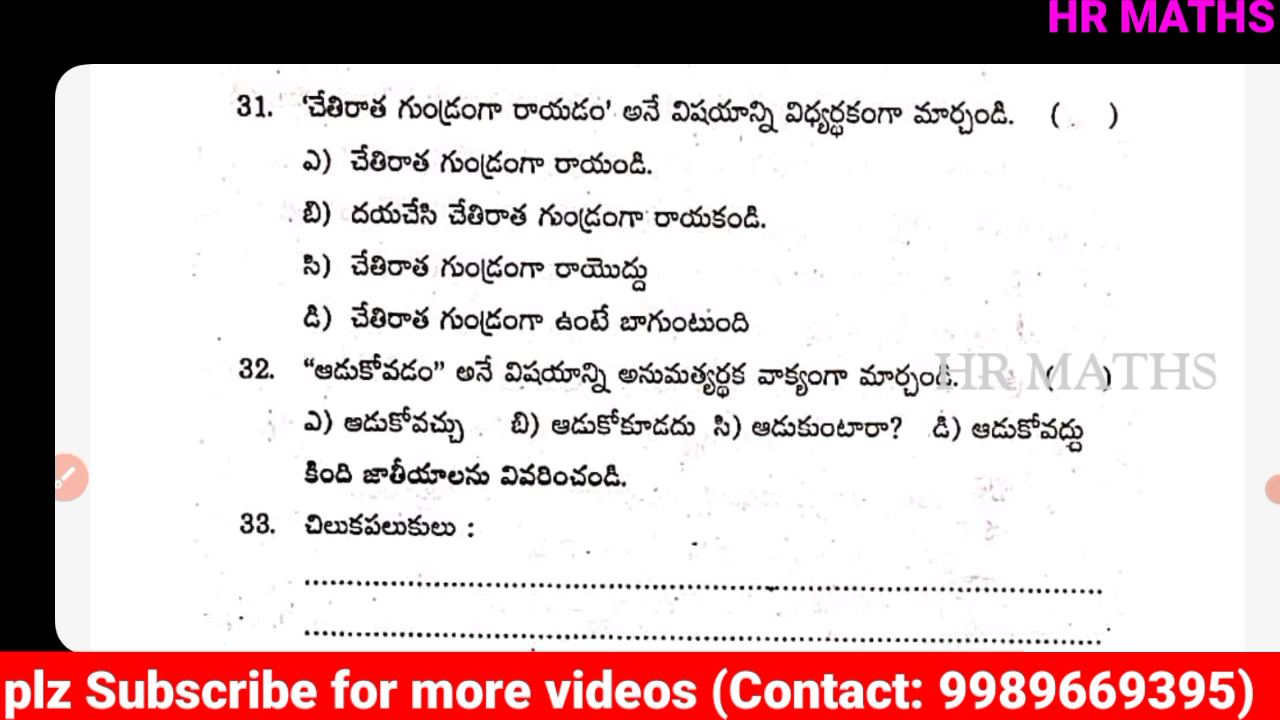 HR MATHS
31. 'చేతిరాత గుండ్రంగా రాయడం' అనే విషయాన్ని విధ్యర్థకంగా మార్చండి. ( )
ఎ) చేతిరాత గుండ్రంగా రాయండి.
బి) దయచేసి చేతిరాత గుండ్రంగా రాయకండి.
సి) చేతిరాత గుండ్రంగా రాయొద్దు
డి) చేతిరాత గుండ్రంగా ఉంటే బాగుంటుంది
32. “ఆడుకోవడం” అనే విషయాన్ని అనుమత్యర్థక వాక్యంగా మార్చండి. ( )
HR MATHS
ఎ) ఆడుకోవచ్చు బి) ఆడుకోకూడదు సి) ఆడుకుంటారా? డి) ఆడుకోవద్దు
కింది జాతీయాలను వివరించండి.
33. చిలుకపలుకులు :
plz Subscribe for more videos (Contact: 9989669395)